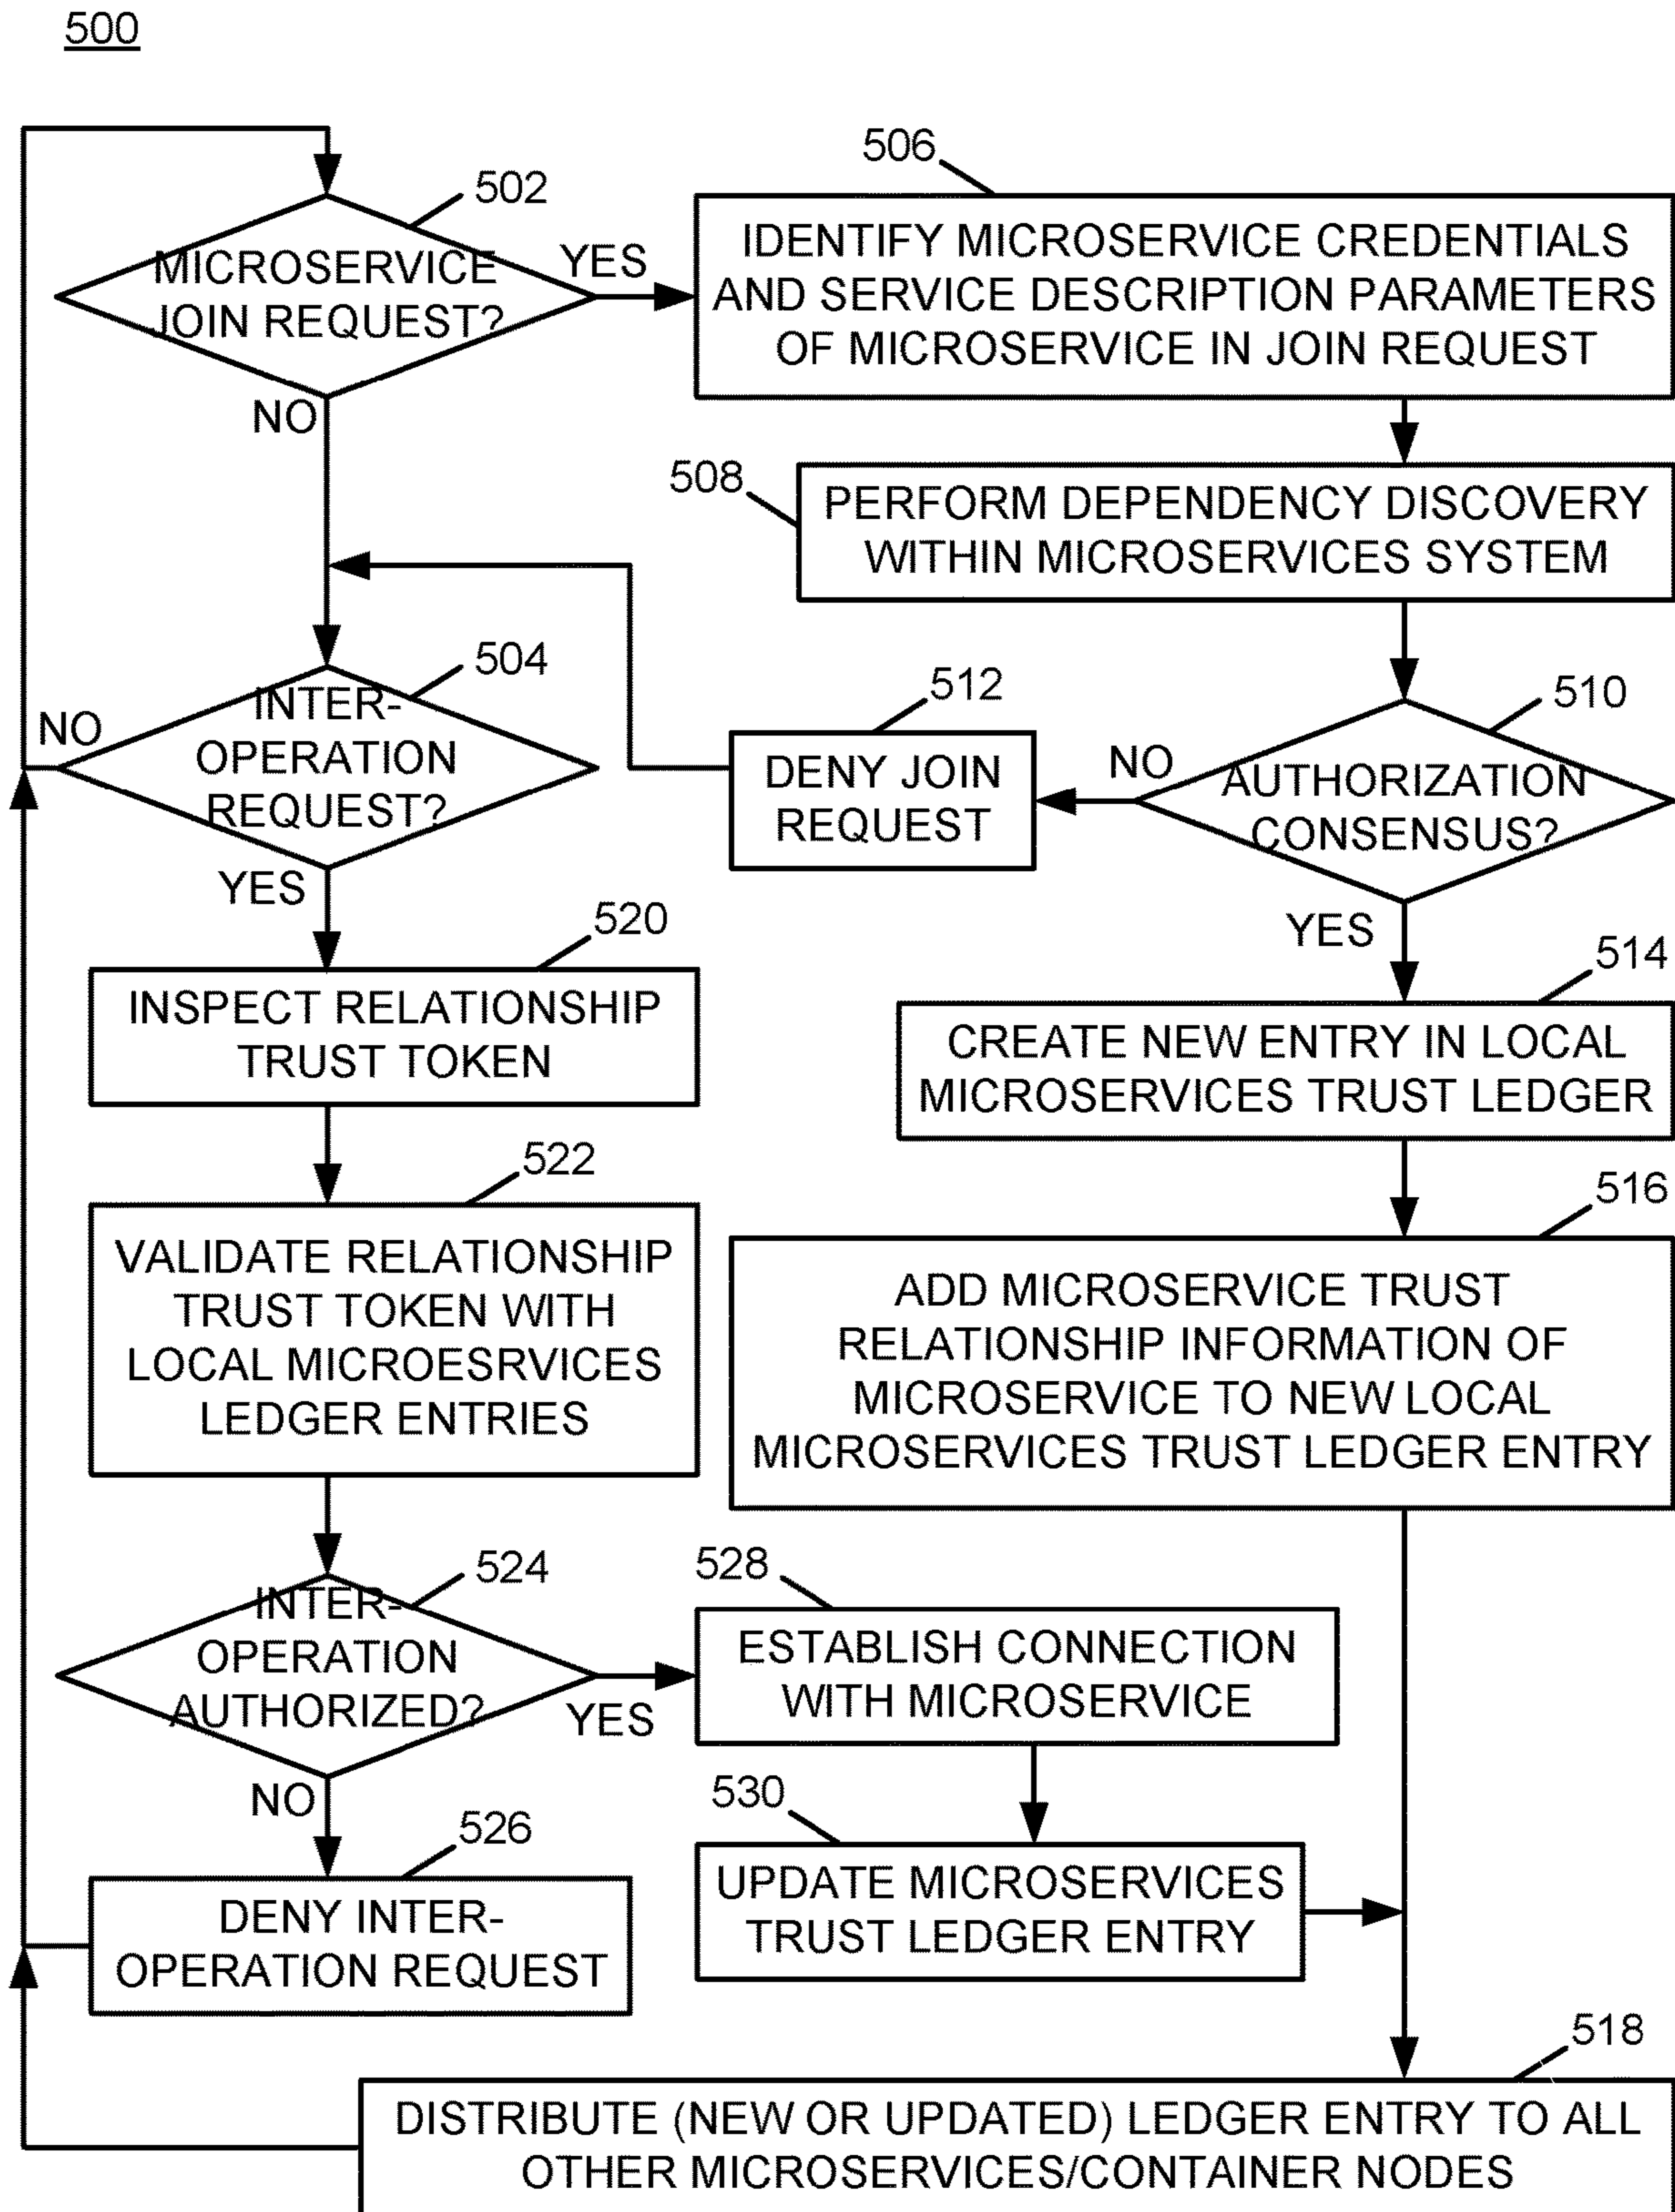 500
502
MICROSERVICE
JOIN REQUEST?
YES
NO
506
IDENTIFY MICROSERVICE CREDENTIALS
AND SERVICE DESCRIPTION PARAMETERS
OF MICROSERVICE IN JOIN REQUEST
508
PERFORM DEPENDENCY DISCOVERY
WITHIN MICROSERVICES SYSTEM
504
INTER-
OPERATION
REQUEST?
NO
YES
512
DENY JOIN
REQUEST
510
AUTHORIZATION
CONSENSUS?
NO
YES
514
CREATE NEW ENTRY IN LOCAL
MICROSERVICES TRUST LEDGER
516
ADD MICROSERVICE TRUST
RELATIONSHIP INFORMATION OF
MICROSERVICE TO NEW LOCAL
MICROSERVICES TRUST LEDGER ENTRY
520
INSPECT RELATIONSHIP
TRUST TOKEN
522
VALIDATE RELATIONSHIP
TRUST TOKEN WITH
LOCAL MICROESRVICES
LEDGER ENTRIES
524
INTER-
OPERATION
AUTHORIZED?
YES
NO
528
ESTABLISH CONNECTION
WITH MICROSERVICE
530
UPDATE MICROSERVICES
TRUST LEDGER ENTRY
526
DENY INTER-
OPERATION REQUEST
518
DISTRIBUTE (NEW OR UPDATED) LEDGER ENTRY TO ALL
OTHER MICROSERVICES/CONTAINER NODES